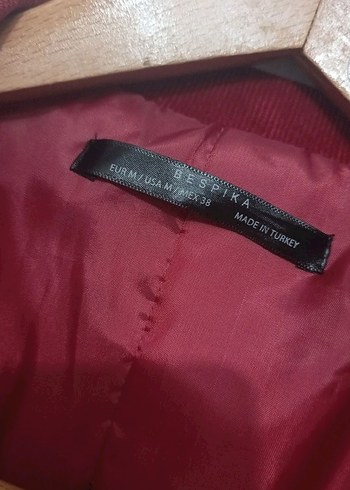 BESPIKA
EUR M / USA M / MEX 38
MADE IN TURKEY